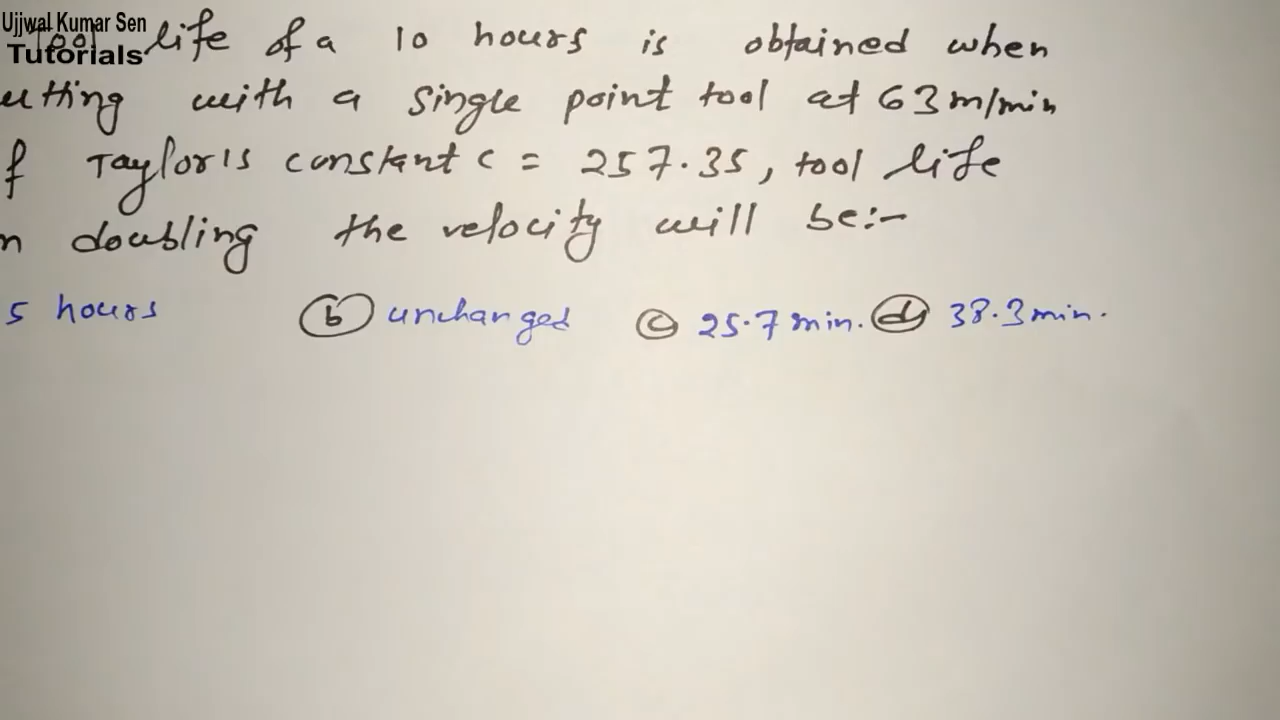 Ujjwal Kumar Sen
Tutorials
Tool life of a 10 hours is obtained when
utting with a single point tool at 63 m/min
f Taylor's constant c = 257.35, tool life
n doubling the velocity will be:-
5 hours (b) unchanged (c) 25.7 min. (d) 38.3 min.